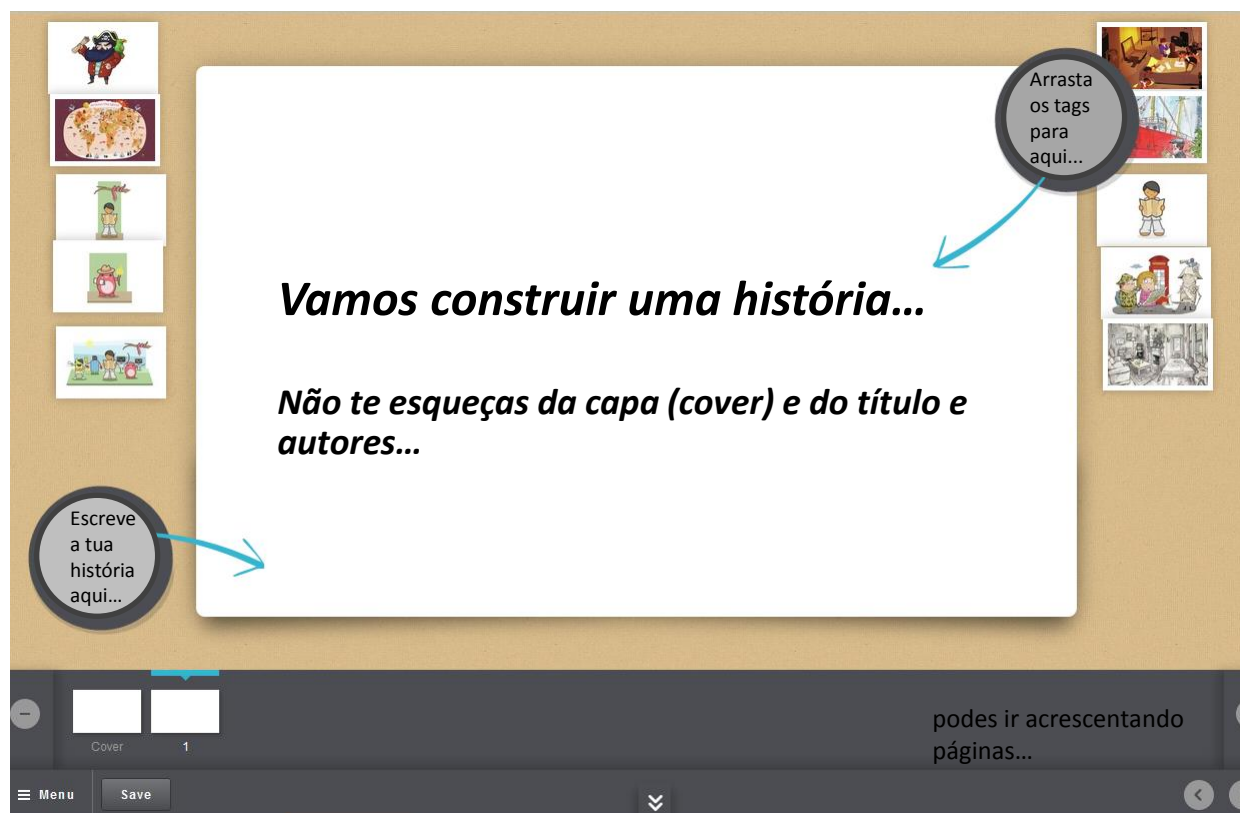 Arrasta
os tags
para
aqui...
Vamos construir uma história...
Não te esqueças da capa (cover) e do título e
autores...
Escreve
a tua
história
aqui...
podes ir acrescentando
páginas...
Cover
1
Menu
Save